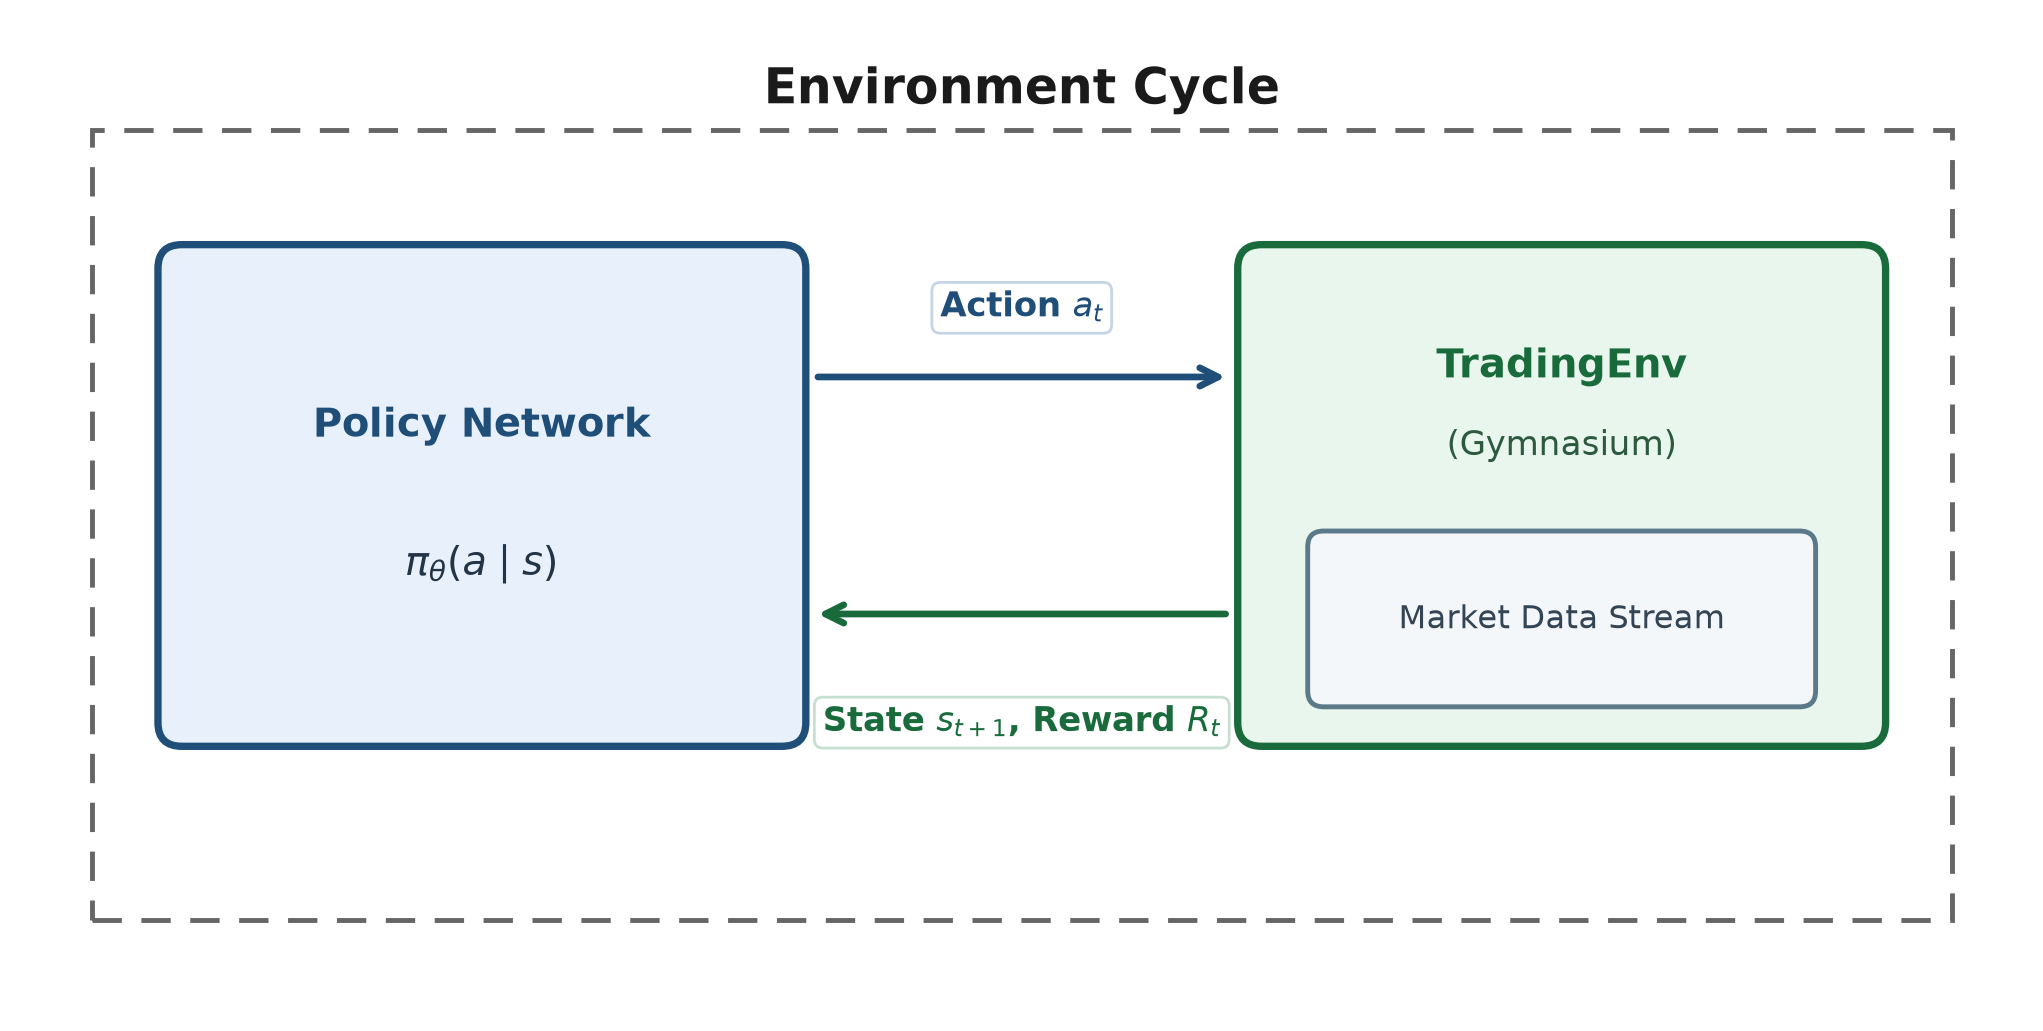 Environment Cycle
Policy Network
π_θ(a | s)
Action a_t
State s_{t+1}, Reward R_t
TradingEnv
(Gymnasium)
Market Data Stream